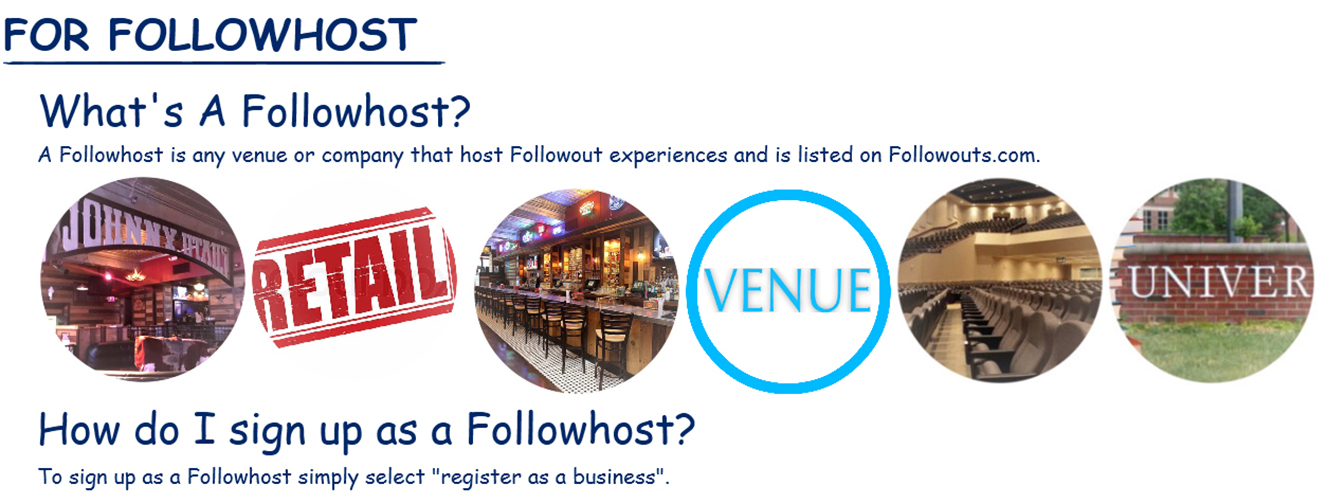 FOR FOLLOWHOST
What's A Followhost?
A Followhost is any venue or company that host Followout experiences and is listed on Followouts.com.
JOHNNY UTAHS
RETAIL
VENUE
UNIVER
How do I sign up as a Followhost?
To sign up as a Followhost simply select "register as a business".